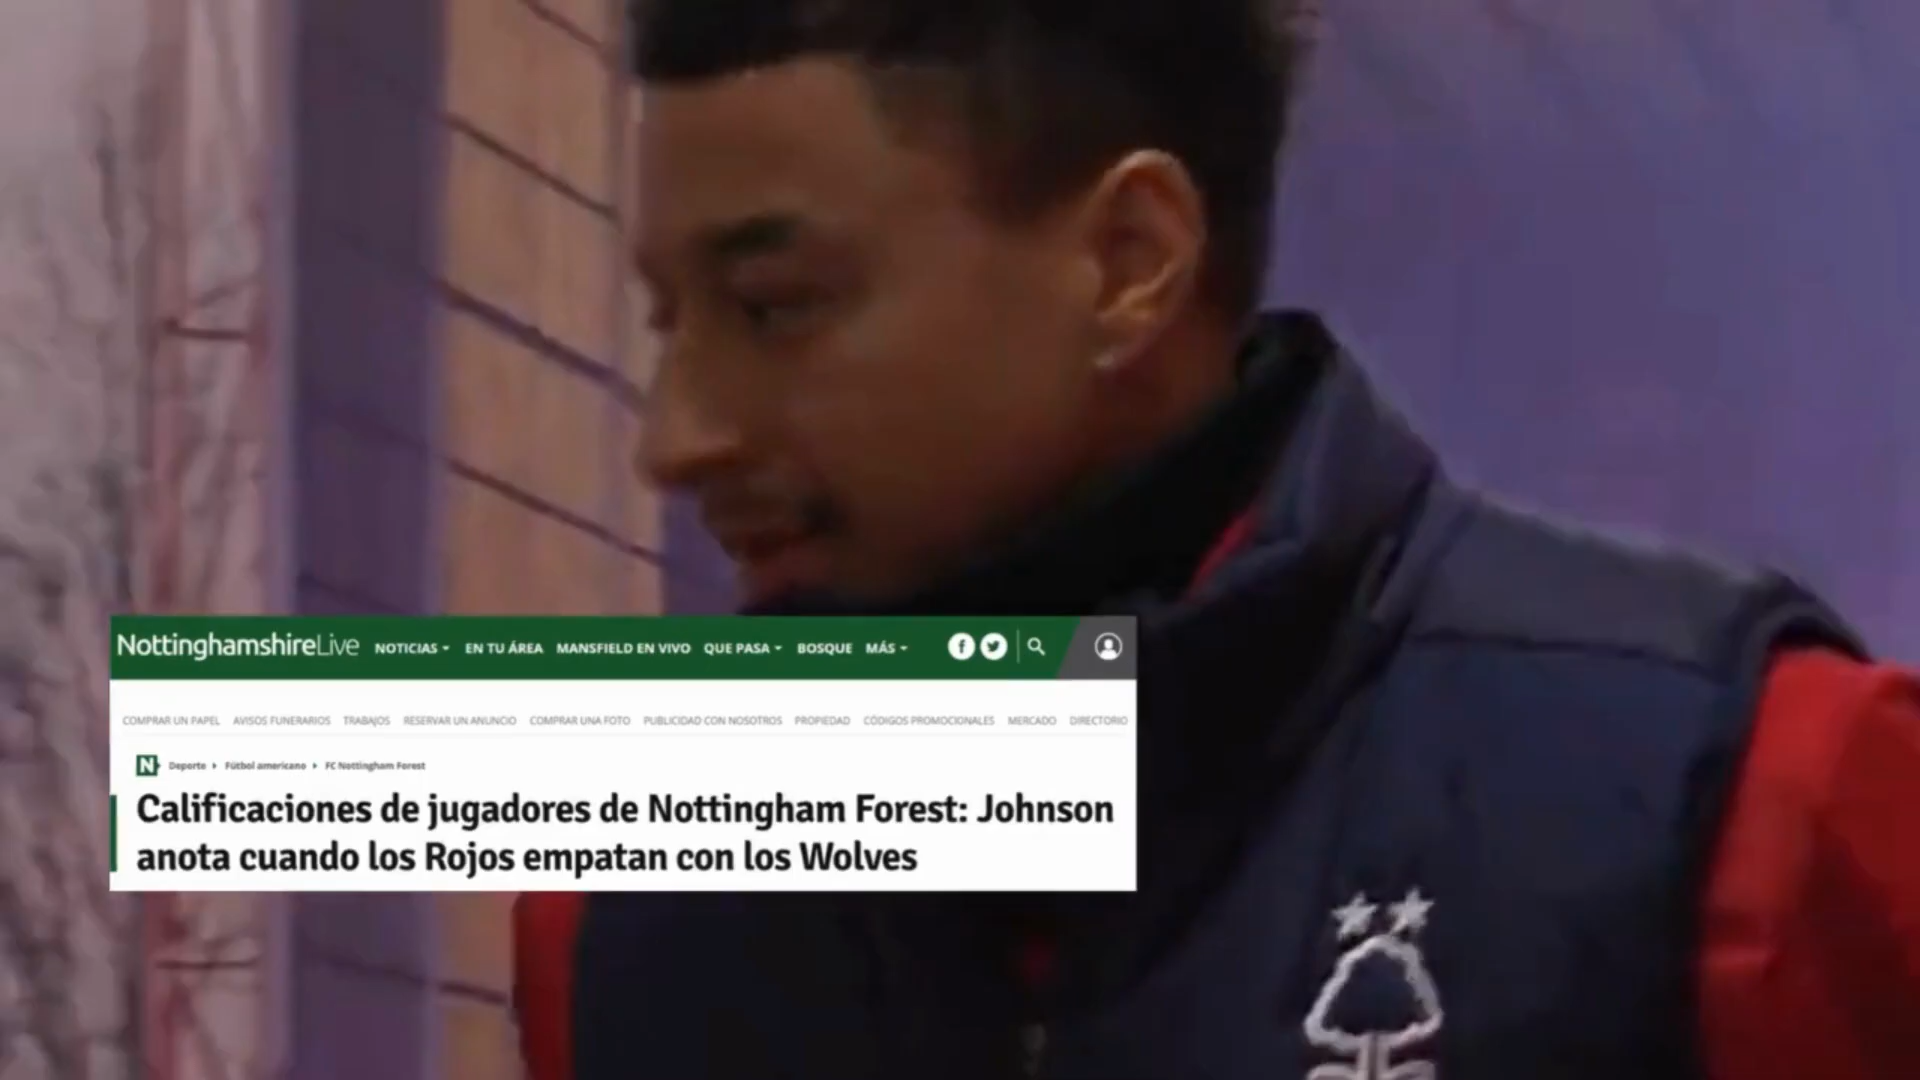 NottinghamshireLive NOTICIAS EN TU ÁREA MANSFIELD EN VIVO QUE PASA BOSQUE MÁS
COMPRAR UN PAPEL AVISOS FUNERARIOS TRABAJOS RESERVAR UN ANUNCIO COMPRAR UNA FOTO PUBLICIDAD CON NOSOTROS PROPIEDAD CÓDIGOS PROMOCIONALES MERCADO DIRECTORIO
N Deporte Fútbol americano FC Nottingham Forest
Calificaciones de jugadores de Nottingham Forest: Johnson
anota cuando los Rojos empatan con los Wolves